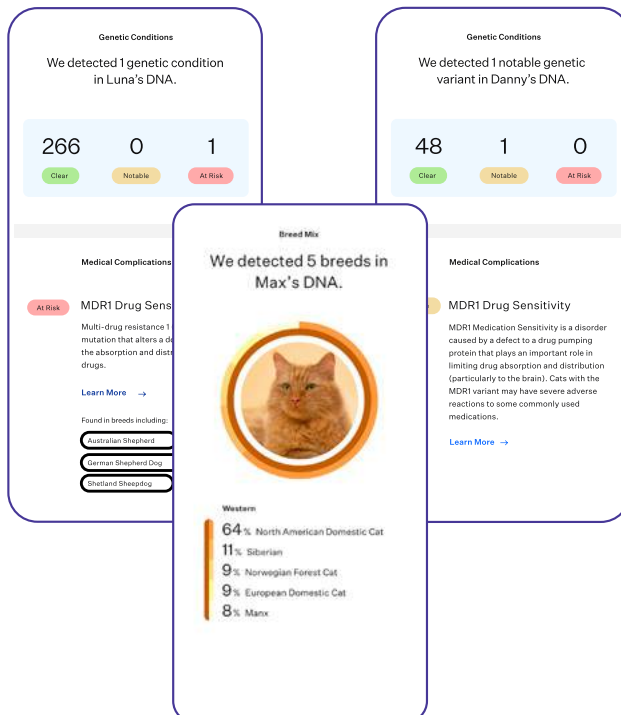 Genetic Conditions
We detected 1 genetic condition
in Luna's DNA.
266 0 1
Clear Notable At Risk
Medical Complications
At Risk
MDR1 Drug
Multi-drug resistance 1
mutation that alters a
the absorption and
drugs.
Learn More →
Found in breeds including:
Australian Shepherd
German Shepherd Dog
Shetland Sheepdog
Breed Mix
We detected 5 breeds in
Max's DNA.
Western
64% North American Domestic Cat
11% Siberian
9% Norwegian Forest Cat
9% European Domestic Cat
8% Manx
Genetic Conditions
We detected 1 notable genetic
variant in Danny's DNA.
48 1 0
Clear Notable At Risk
Medical Complications
MDR1 Drug Sensitivity
MDR1 Medication Sensitivity is a disorder
caused by a defect to a drug pumping
protein that plays an important role in
limiting drug absorption and distribution
(particularly to the brain). Cats with the
MDR1 variant may have severe adverse
reactions to some commonly used
medications.
Learn More →